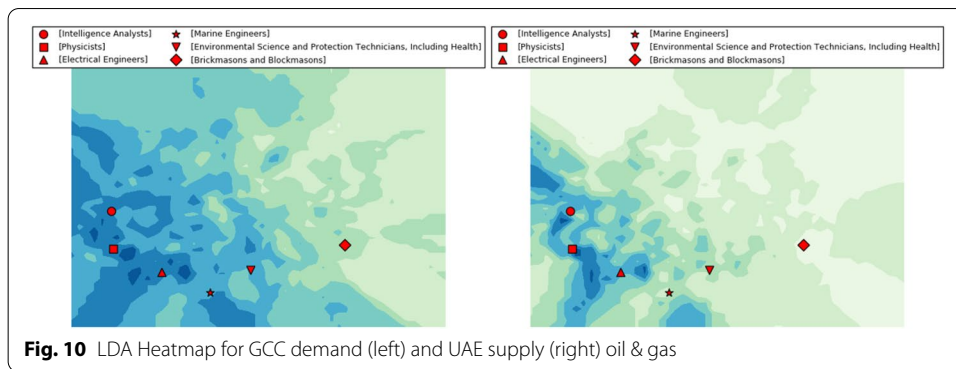 [Intelligence Analysts] [Marine Engineers]
[Physicists] [Environmental Science and Protection Technicians, Including Health]
[Electrical Engineers] [Brickmasons and Blockmasons]
[Intelligence Analysts] [Marine Engineers]
[Physicists] [Environmental Science and Protection Technicians, Including Health]
[Electrical Engineers] [Brickmasons and Blockmasons]
Fig. 10 LDA Heatmap for GCC demand (left) and UAE supply (right) oil & gas